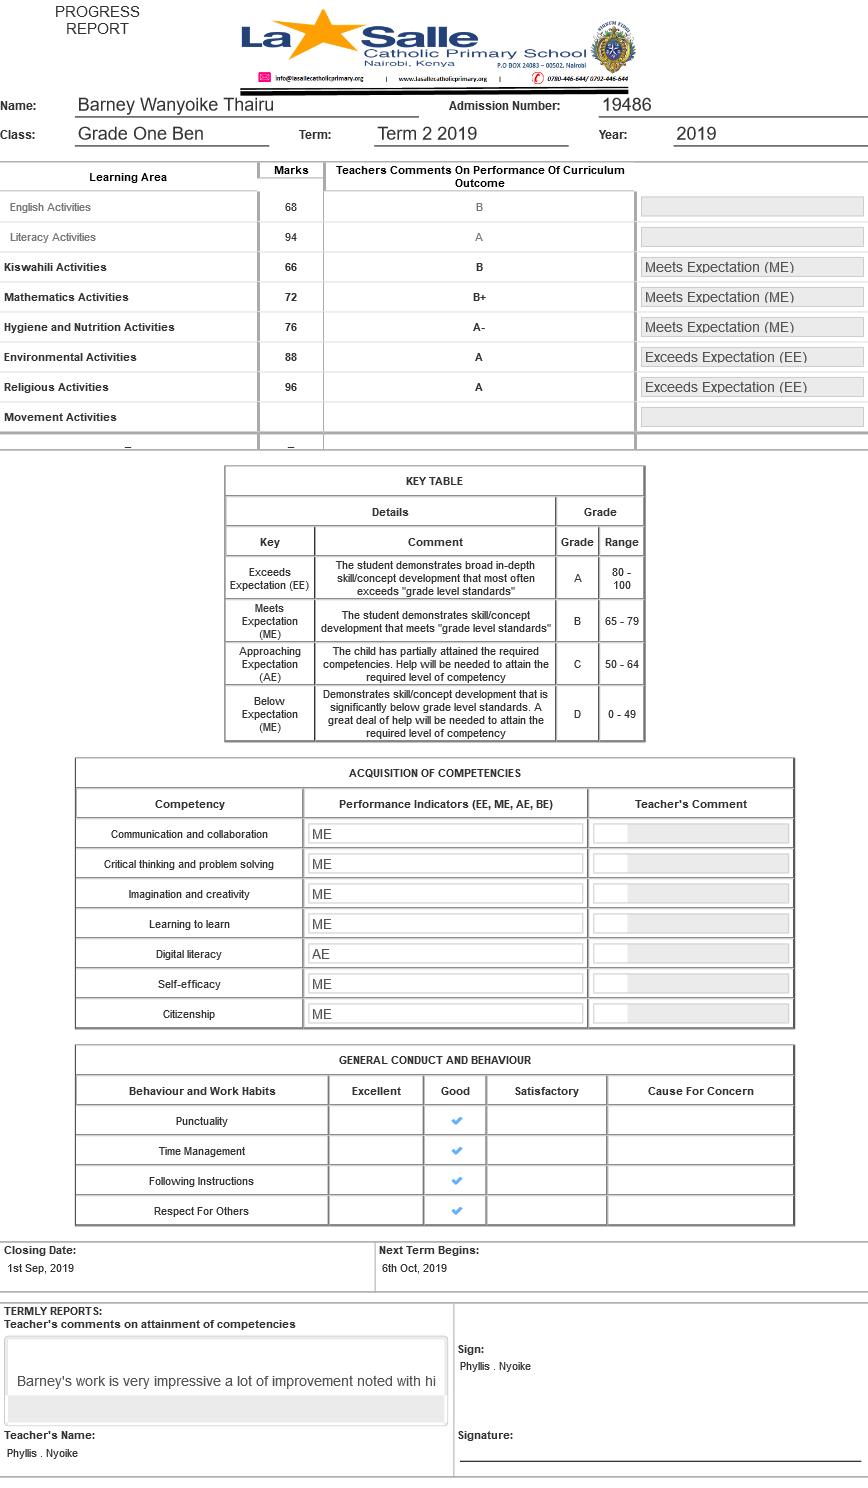 PROGRESS
REPORT
La Salle
Catholic Primary School
Nairobi, Kenya
P.O BOX 24083 – 00502, Nairobi
info@lasallecatholicprimary.org | www.lasallecatholicprimary.org | 0780-446-644/ 0792-446-644
Name: Barney Wanyoike Thairu Admission Number: 19486
Class: Grade One Ben Term: Term 2 2019 Year: 2019
Learning Area Marks Teachers Comments On Performance Of Curriculum
Outcome
English Activities 68 B
Literacy Activities 94 A
Kiswahili Activities 66 B Meets Expectation (ME)
Mathematics Activities 72 B+ Meets Expectation (ME)
Hygiene and Nutrition Activities 76 A- Meets Expectation (ME)
Environmental Activities 88 A Exceeds Expectation (EE)
Religious Activities 96 A Exceeds Expectation (EE)
Movement Activities
_ _
KEY TABLE
Details Grade
Key Comment Grade Range
Exceeds
Expectation (EE)
The student demonstrates broad in-depth
skill/concept development that most often
exceeds "grade level standards"
A
80 -
100
Meets
Expectation
(ME)
The student demonstrates skill/concept
development that meets "grade level standards"
B
65 - 79
Approaching
Expectation
(AE)
The child has partially attained the required
competencies. Help will be needed to attain the
required level of competency
C
50 - 64
Below
Expectation
(ME)
Demonstrates skill/concept development that is
significantly below grade level standards. A
great deal of help will be needed to attain the
required level of competency
D
0 - 49
ACQUISITION OF COMPETENCIES
Competency Performance Indicators (EE, ME, AE, BE) Teacher's Comment
Communication and collaboration ME
Critical thinking and problem solving ME
Imagination and creativity ME
Learning to learn ME
Digital literacy AE
Self-efficacy ME
Citizenship ME
GENERAL CONDUCT AND BEHAVIOUR
Behaviour and Work Habits Excellent Good Satisfactory Cause For Concern
Punctuality
Time Management
Following Instructions
Respect For Others
Closing Date: Next Term Begins:
1st Sep, 2019 6th Oct, 2019
TERMLY REPORTS:
Teacher's comments on attainment of competencies
Barney's work is very impressive a lot of improvement noted with hi
Sign:
Phyllis . Nyoike
Teacher's Name: Signature:
Phyllis . Nyoike